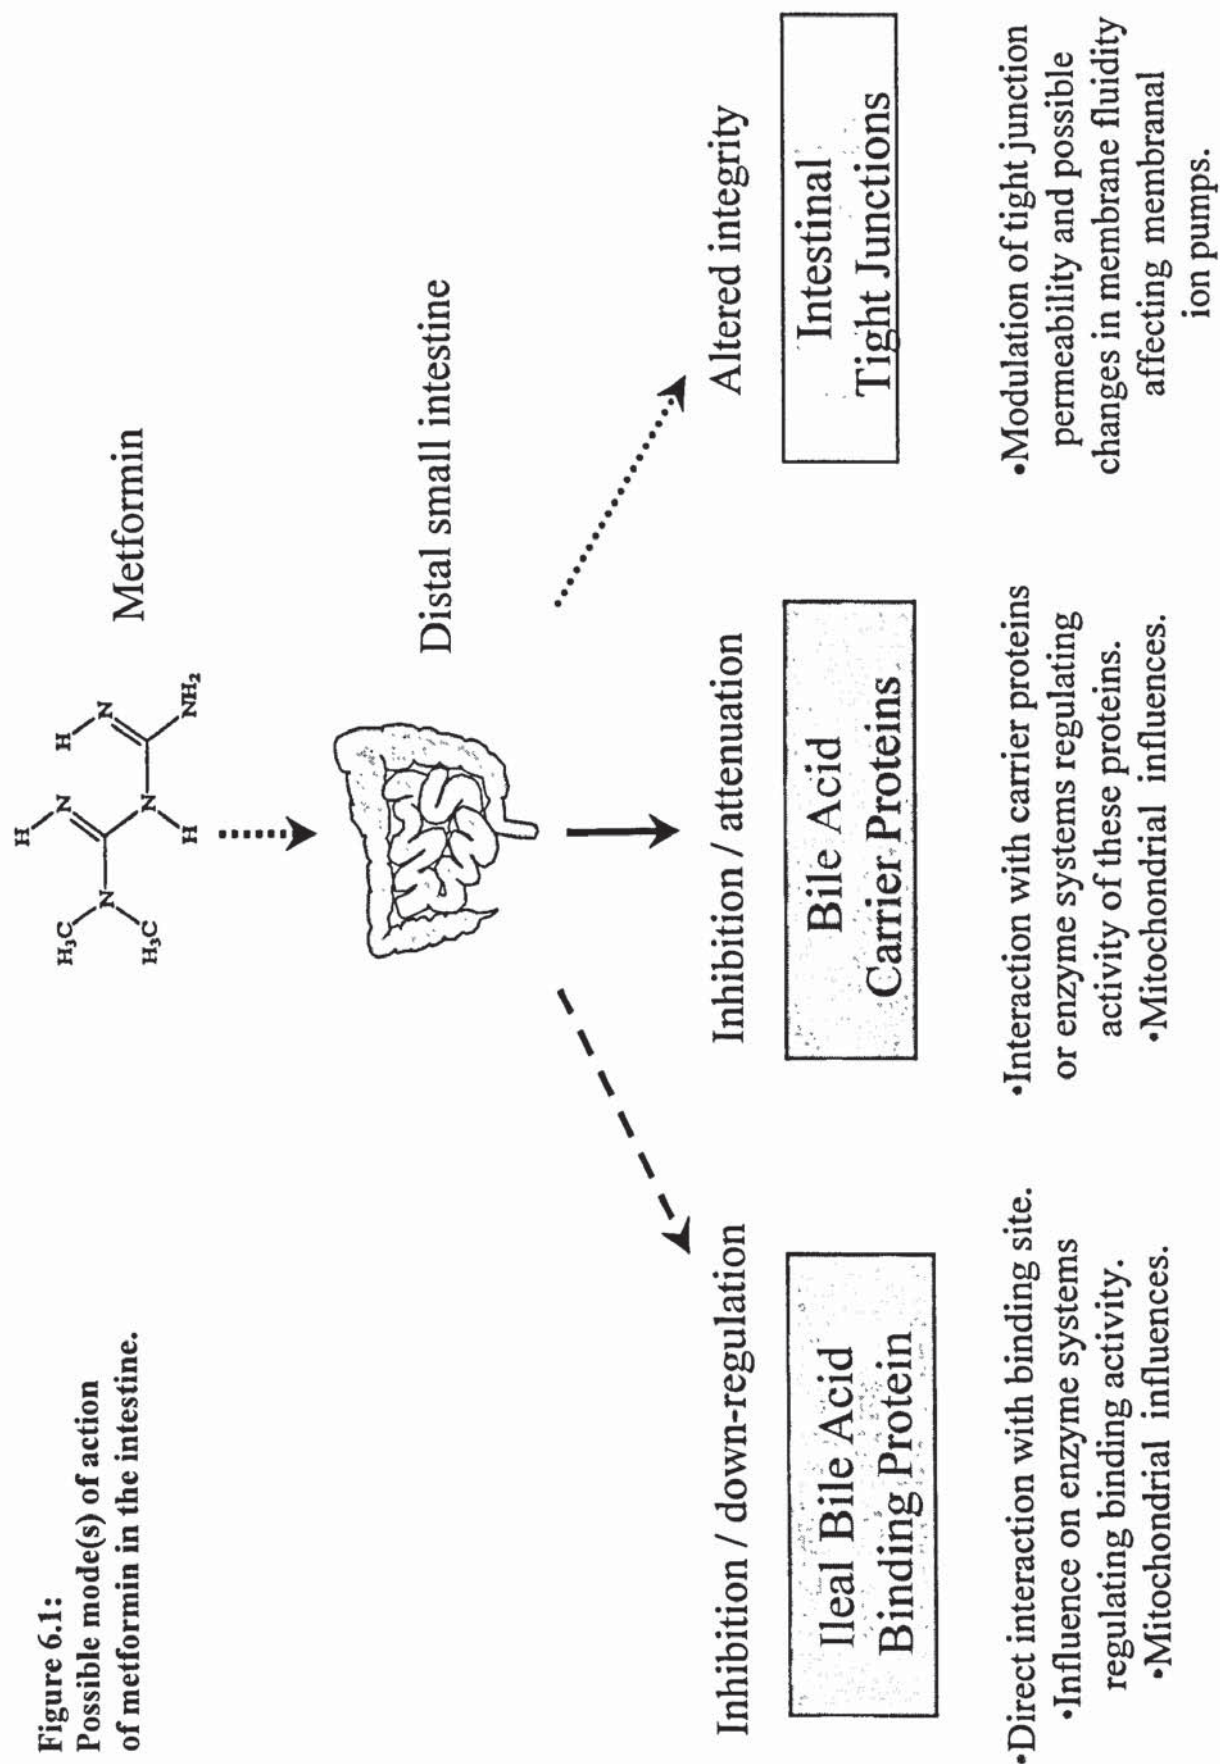 Figure 6.1:
Possible mode(s) of action
of metformin in the intestine.
H
H
N
N
H₃C
N
N
NH₂
H₃C
H
Metformin
Distal small intestine
Inhibition / down-regulation
Ileal Bile Acid
Binding Protein
•Direct interaction with binding site.
•Influence on enzyme systems
regulating binding activity.
•Mitochondrial influences.
Inhibition / attenuation
Bile Acid
Carrier Proteins
•Interaction with carrier proteins
or enzyme systems regulating
activity of these proteins.
•Mitochondrial influences.
Altered integrity
Intestinal
Tight Junctions
•Modulation of tight junction
permeability and possible
changes in membrane fluidity
affecting membranal
ion pumps.